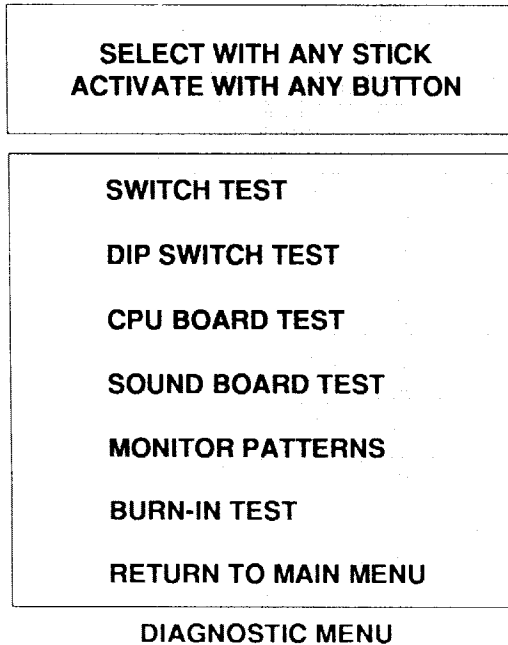 SELECT WITH ANY STICK
ACTIVATE WITH ANY BUTTON
SWITCH TEST
DIP SWITCH TEST
CPU BOARD TEST
SOUND BOARD TEST
MONITOR PATTERNS
BURN-IN TEST
RETURN TO MAIN MENU
DIAGNOSTIC MENU